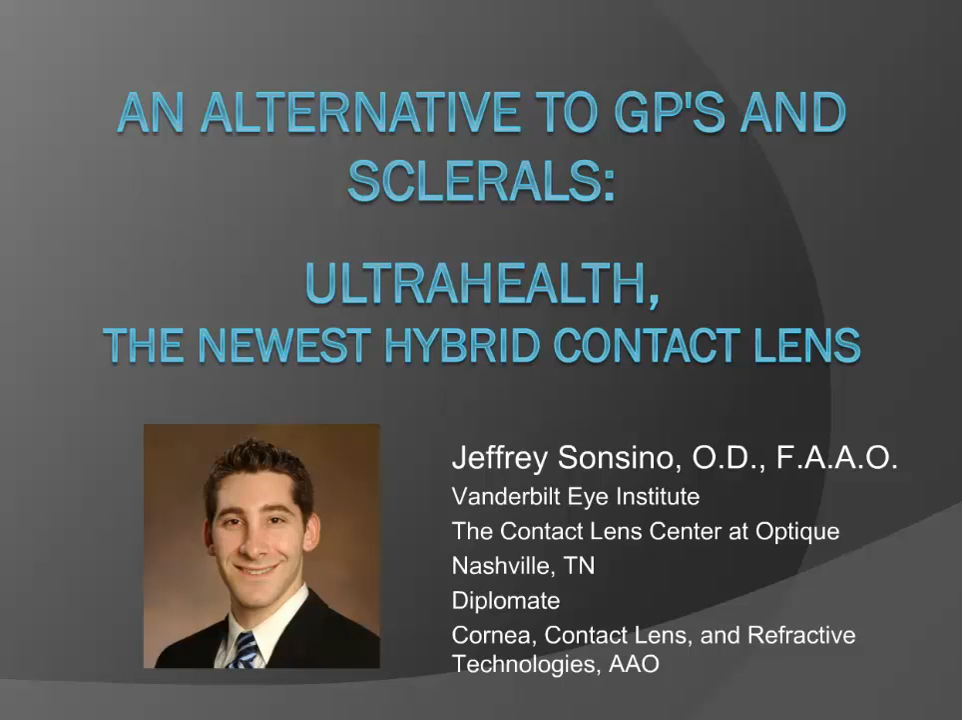 AN ALTERNATIVE TO GP'S AND
SCLERALS:
ULTRAHEALTH,
THE NEWEST HYBRID CONTACT LENS
Jeffrey Sonsino, O.D., F.A.A.O.
Vanderbilt Eye Institute
The Contact Lens Center at Optique
Nashville, TN
Diplomate
Cornea, Contact Lens, and Refractive
Technologies, AAO